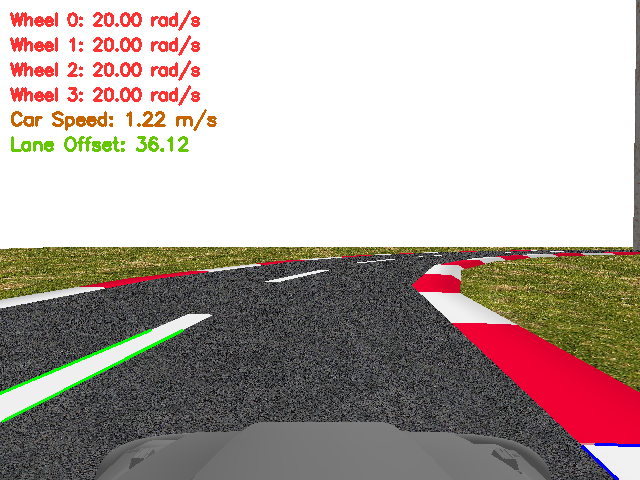 Wheel 0: 20.00 rad/s
Wheel 1: 20.00 rad/s
Wheel 2: 20.00 rad/s
Wheel 3: 20.00 rad/s
Car Speed: 1.22 m/s
Lane Offset: 36.12